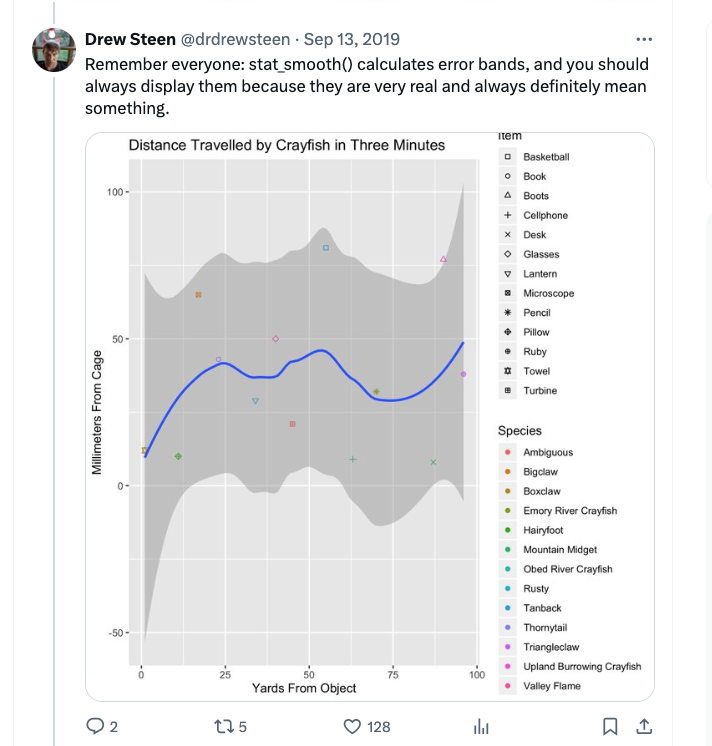 Drew Steen @drdrewsteen · Sep 13, 2019
Remember everyone: stat_smooth() calculates error bands, and you should
always display them because they are very real and always definitely mean
something.
Distance Travelled by Crayfish in Three Minutes
Millimeters From Cage
100
50
0
-50
0
25
50
75
100
Yards From Object
Item
Basketball
Book
Boots
Cellphone
Desk
Glasses
Lantern
Microscope
Pencil
Pillow
Ruby
Towel
Turbine
Species
Ambiguous
Bigclaw
Boxclaw
Emory River Crayfish
Hairyfoot
Mountain Midget
Obed River Crayfish
Rusty
Tanback
Thornytail
Triangleclaw
Upland Burrowing Crayfish
Valley Flame
2
5
128